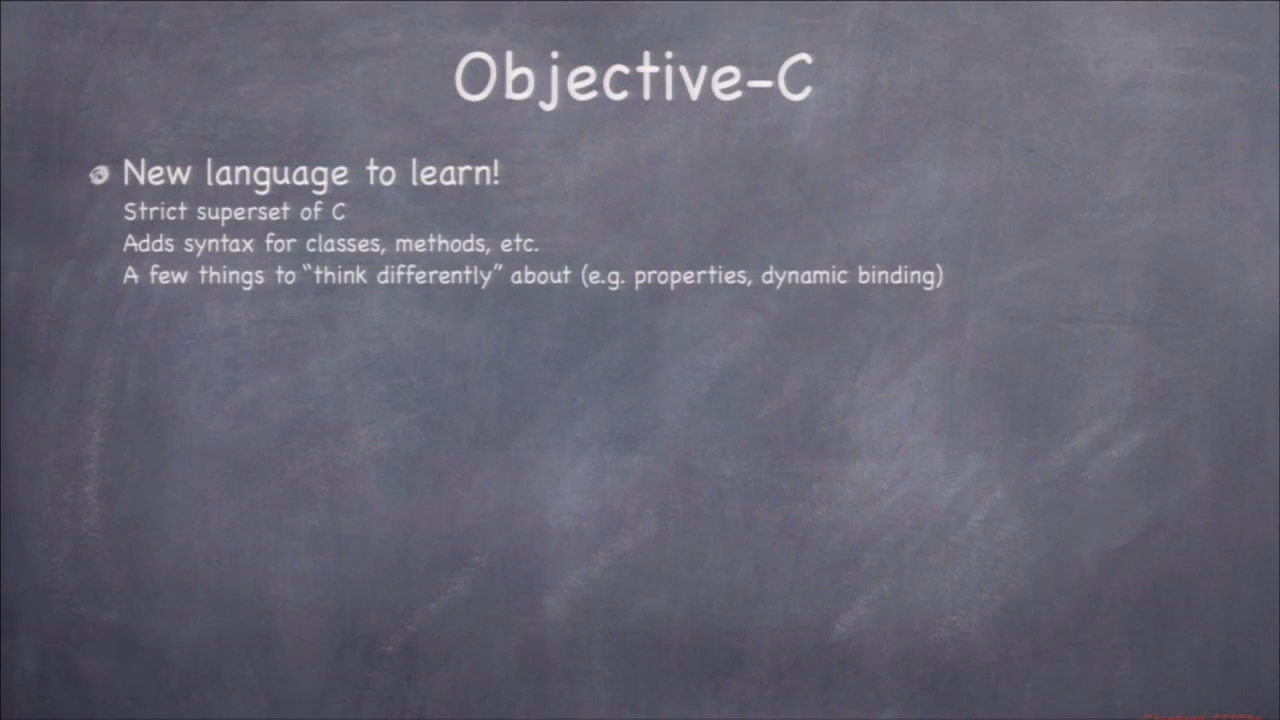 Objective-C
New language to learn!
Strict superset of C
Adds syntax for classes, methods, etc.
A few things to “think differently” about (e.g. properties, dynamic binding)